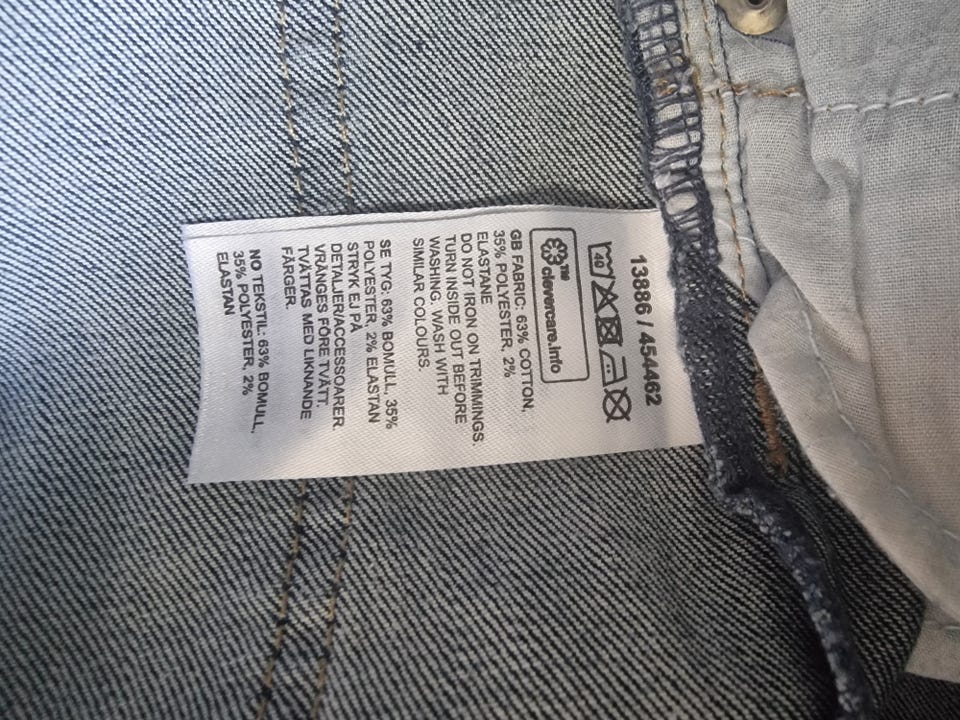 13886 / 454462
40
clevercare.info
TM
GB FABRIC: 63% COTTON,
35% POLYESTER, 2%
ELASTANE
DO NOT IRON ON TRIMMINGS.
TURN INSIDE OUT BEFORE
WASHING. WASH WITH
SIMILAR COLOURS.
SE TYG: 63% BOMULL, 35%
POLYESTER, 2% ELASTAN
STRYK EJ PÅ
DETALJER/ACCESSOARER.
VRÄNGES FÖRE TVÄTT.
TVÄTTAS MED LIKNANDE
FÄRGER.
NO TEKSTIL: 63% BOMULL,
35% POLYESTER, 2%
ELASTAN